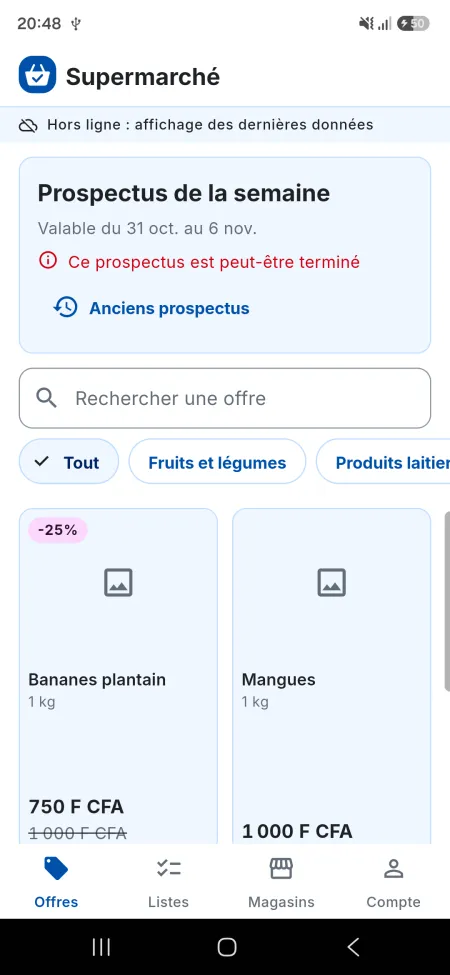 20:48
50
Supermarché
Hors ligne : affichage des dernières données
Prospectus de la semaine
Valable du 31 oct. au 6 nov.
Ce prospectus est peut-être terminé
Anciens prospectus
Rechercher une offre
Tout
Fruits et légumes
Produits laitier
-25%
Bananes plantain
1 kg
750 F CFA
1 000 F CFA
Mangues
1 kg
1 000 F CFA
Offres
Listes
Magasins
Compte